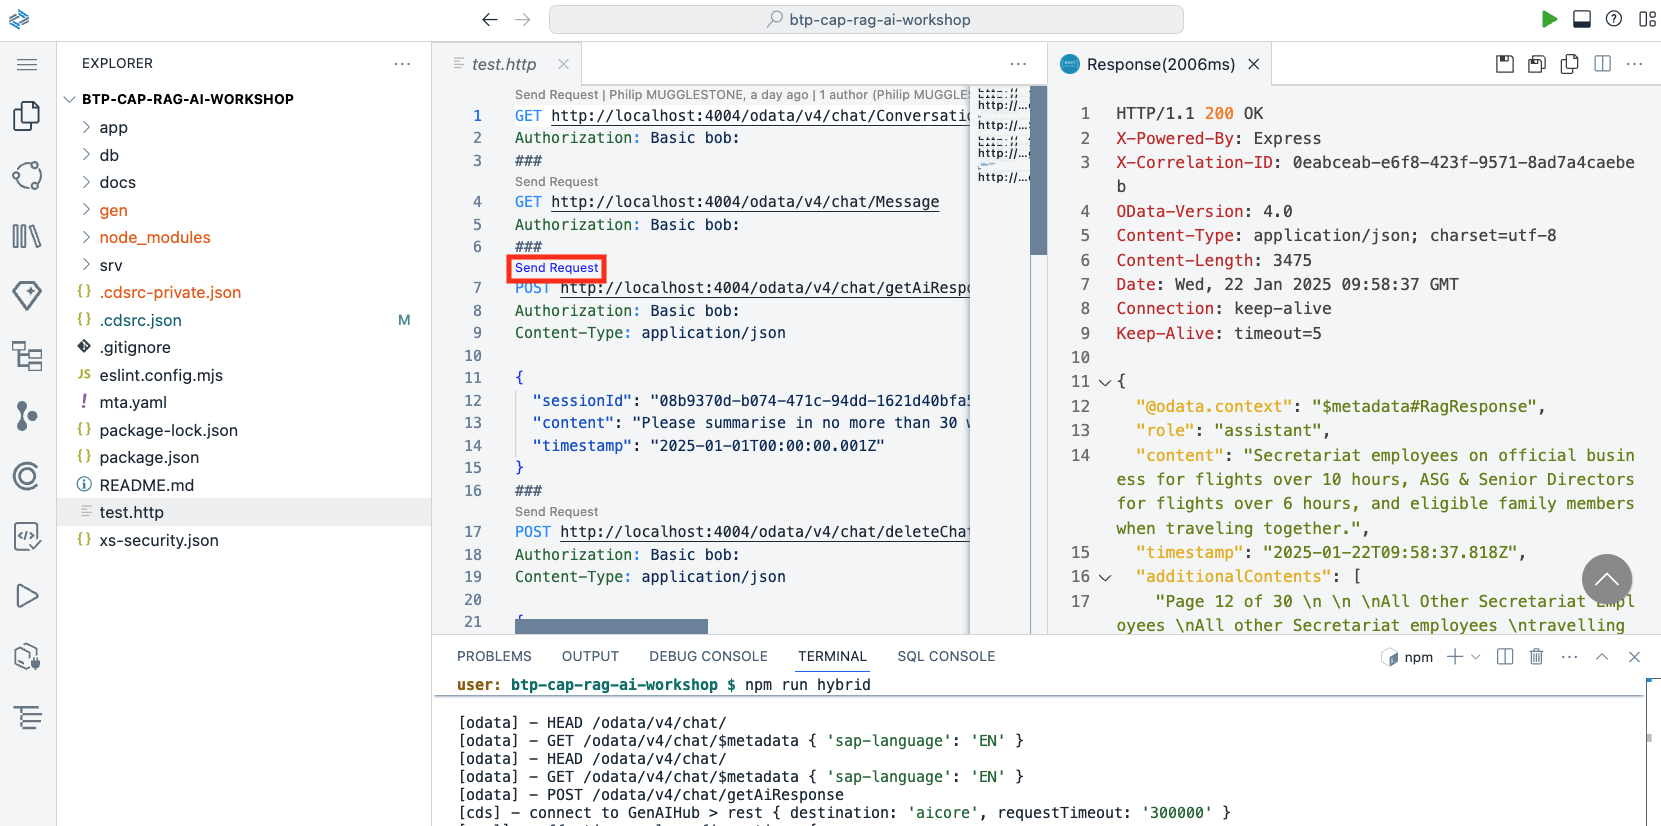 btp-cap-rag-ai-workshop
EXPLORER
BTP-CAP-RAG-AI-WORKSHOP
app
db
docs
gen
node_modules
srv
{} .cdsrc-private.json
{} .cdsrc.json M
.gitignore
JS eslint.config.mjs
! mta.yaml
{} package-lock.json
{} package.json
README.md
test.http
{} xs-security.json
test.http
Send Request | Philip MUGGLESTONE, a day ago | 1 author (Philip MUGGLES
1 GET http://localhost:4004/odata/v4/chat/Conversatio
2 Authorization: Basic bob:
3 ###
Send Request
4 GET http://localhost:4004/odata/v4/chat/Message
5 Authorization: Basic bob:
6 ###
Send Request
7 POST http://localhost:4004/odata/v4/chat/getAiRespo
8 Authorization: Basic bob:
9 Content-Type: application/json
10
11 {
12 "sessionId": "08b9370d-b074-471c-94dd-1621d40bfa5
13 "content": "Please summarise in no more than 30 w
14 "timestamp": "2025-01-01T00:00:00.001Z"
15 }
16 ###
Send Request
17 POST http://localhost:4004/odata/v4/chat/deleteChat
18 Authorization: Basic bob:
19 Content-Type: application/json
20
21 {
Response(2006ms)
1 HTTP/1.1 200 OK
2 X-Powered-By: Express
3 X-Correlation-ID: 0eabceab-e6f8-423f-9571-8ad7a4caebe
b
4 OData-Version: 4.0
5 Content-Type: application/json; charset=utf-8
6 Content-Length: 3475
7 Date: Wed, 22 Jan 2025 09:58:37 GMT
8 Connection: keep-alive
9 Keep-Alive: timeout=5
10
11 {
12 "@odata.context": "$metadata#RagResponse",
13 "role": "assistant",
14 "content": "Secretariat employees on official busin
ess for flights over 10 hours, ASG & Senior Directors
for flights over 6 hours, and eligible family members
when traveling together.",
15 "timestamp": "2025-01-22T09:58:37.818Z",
16 "additionalContents": [
17 "Page 12 of 30 \n \n \nAll Other Secretariat Empl
oyees \nAll other Secretariat employees \ntravelling
PROBLEMS OUTPUT DEBUG CONSOLE TERMINAL SQL CONSOLE
npm
user: btp-cap-rag-ai-workshop $ npm run hybrid
[odata] - HEAD /odata/v4/chat/
[odata] - GET /odata/v4/chat/$metadata { 'sap-language': 'EN' }
[odata] - HEAD /odata/v4/chat/
[odata] - GET /odata/v4/chat/$metadata { 'sap-language': 'EN' }
[odata] - POST /odata/v4/chat/getAiResponse
[cds] - connect to GenAIHub > rest { destination: 'aicore', requestTimeout: '300000' }